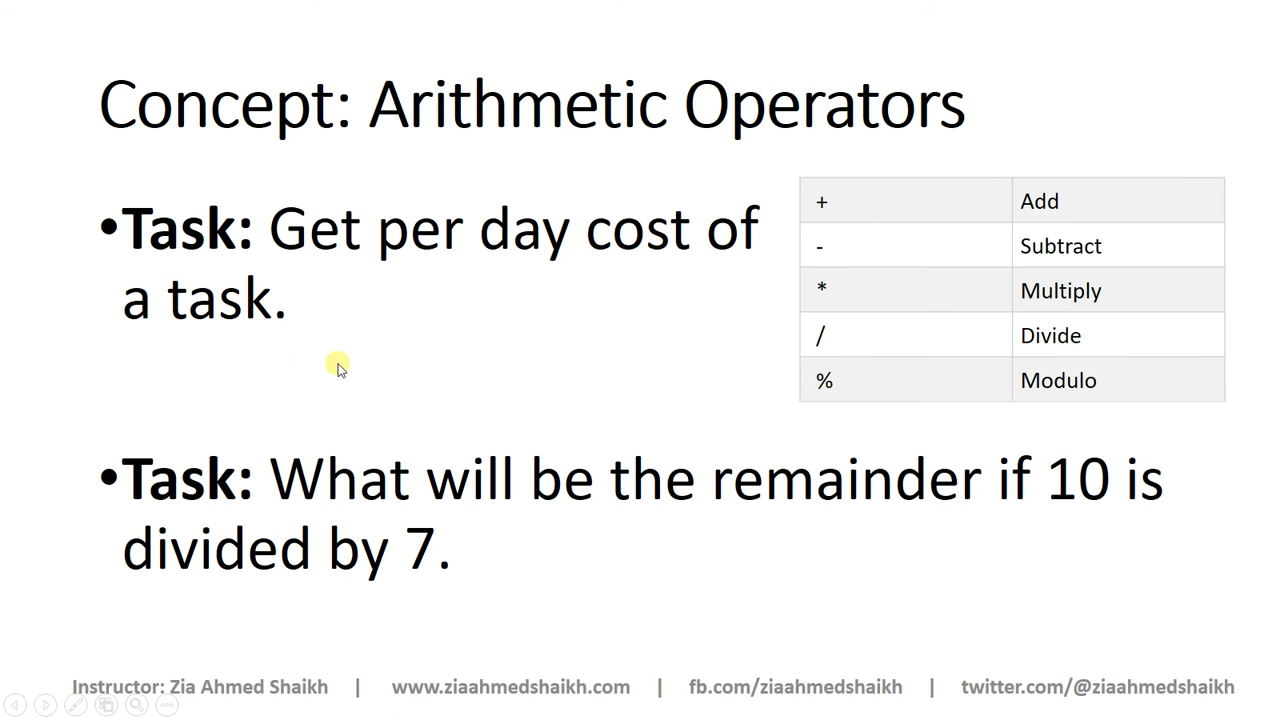 Concept: Arithmetic Operators
•Task: Get per day cost of
a task.
+ Add
- Subtract
* Multiply
/ Divide
% Modulo
•Task: What will be the remainder if 10 is
divided by 7.
Instructor: Zia Ahmed Shaikh | www.ziaahmedshaikh.com | fb.com/ziaahmedshaikh | twitter.com/@ziaahmedshaikh